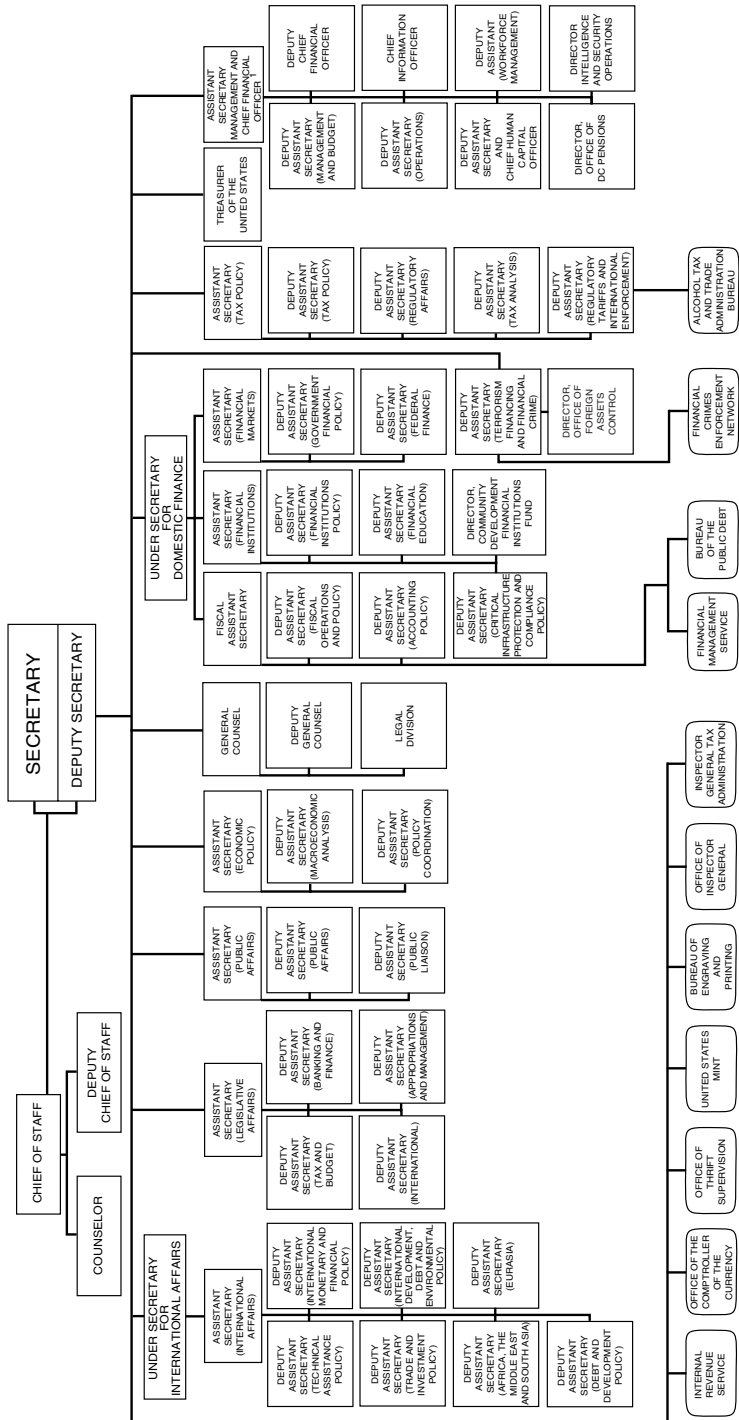 SECRETARY
DEPUTY SECRETARY
CHIEF OF STAFF
COUNSELOR
DEPUTY
CHIEF OF STAFF
UNDER SECRETARY
FOR
INTERNATIONAL AFFAIRS
ASSISTANT
SECRETARY
(INTERNATIONAL
AFFAIRS)
DEPUTY
ASSISTANT
SECRETARY
(TECHNICAL
ASSISTANCE
POLICY)
DEPUTY
ASSISTANT
SECRETARY
(INTERNATIONAL
MONETARY AND
FINANCIAL
POLICY)
DEPUTY
ASSISTANT
SECRETARY
(TRADE AND
INVESTMENT
POLICY)
DEPUTY
ASSISTANT
SECRETARY
(INTERNATIONAL
DEVELOPMENT,
DEBT AND
ENVIRONMENTAL POLICY)
DEPUTY
ASSISTANT
SECRETARY
(AFRICA, THE
MIDDLE EAST
AND SOUTH ASIA)
DEPUTY
ASSISTANT
SECRETARY
(EURASIA)
DEPUTY
ASSISTANT
SECRETARY
(DEBT AND
DEVELOPMENT
POLICY)
ASSISTANT
SECRETARY
(LEGISLATIVE
AFFAIRS)
DEPUTY
ASSISTANT
SECRETARY
(TAX AND
BUDGET)
DEPUTY
ASSISTANT
SECRETARY
(BANKING AND
FINANCE)
DEPUTY
ASSISTANT
SECRETARY
(INTERNATIONAL)
DEPUTY
ASSISTANT
SECRETARY
(APPROPRIATIONS
AND MANAGEMENT)
ASSISTANT
SECRETARY
(PUBLIC
AFFAIRS)
DEPUTY
ASSISTANT
SECRETARY
(PUBLIC
AFFAIRS)
DEPUTY
ASSISTANT
SECRETARY
(PUBLIC
LIAISON)
ASSISTANT
SECRETARY
(ECONOMIC
POLICY)
DEPUTY
ASSISTANT
SECRETARY
(MACROECONOMIC
ANALYSIS)
DEPUTY
ASSISTANT
SECRETARY
(POLICY
COORDINATION)
GENERAL
COUNSEL
DEPUTY
GENERAL
COUNSEL
LEGAL
DIVISION
UNDER SECRETARY
FOR
DOMESTIC FINANCE
FISCAL
ASSISTANT
SECRETARY
DEPUTY
ASSISTANT
SECRETARY
(FISCAL
OPERATIONS
AND POLICY)
DEPUTY
ASSISTANT
SECRETARY
(ACCOUNTING
POLICY)
ASSISTANT
SECRETARY
(FINANCIAL
INSTITUTIONS)
DEPUTY
ASSISTANT
SECRETARY
(FINANCIAL
INSTITUTIONS
POLICY)
DEPUTY
ASSISTANT
SECRETARY
(FINANCIAL
EDUCATION)
DEPUTY
ASSISTANT
SECRETARY
(CRITICAL
INFRASTRUCTURE
PROTECTION AND
COMPLIANCE
POLICY)
DIRECTOR,
COMMUNITY
DEVELOPMENT
FINANCIAL
INSTITUTIONS
FUND
ASSISTANT
SECRETARY
(FINANCIAL
MARKETS)
DEPUTY
ASSISTANT
SECRETARY
(GOVERNMENT
FINANCIAL
POLICY)
DEPUTY
ASSISTANT
SECRETARY
(FEDERAL
FINANCE)
DEPUTY
ASSISTANT
SECRETARY
(TERRORISM
FINANCING
AND FINANCIAL
CRIME)
DIRECTOR,
OFFICE OF
FOREIGN
ASSETS
CONTROL
ASSISTANT
SECRETARY
(TAX POLICY)
DEPUTY
ASSISTANT
SECRETARY
(TAX POLICY)
DEPUTY
ASSISTANT
SECRETARY
(REGULATORY
AFFAIRS)
DEPUTY
ASSISTANT
SECRETARY
(TAX ANALYSIS)
DEPUTY
ASSISTANT
SECRETARY
(REGULATORY
TARIFFS AND
INTERNATIONAL
ENFORCEMENT)
TREASURER
OF THE
UNITED STATES
ASSISTANT
SECRETARY
MANAGEMENT AND
CHIEF FINANCIAL
OFFICER 1
DEPUTY
ASSISTANT
SECRETARY
(MANAGEMENT
AND BUDGET)
DEPUTY
CHIEF
FINANCIAL
OFFICER
DEPUTY
ASSISTANT
SECRETARY
(OPERATIONS)
CHIEF
INFORMATION
OFFICER
DEPUTY
ASSISTANT
SECRETARY
AND
CHIEF HUMAN
CAPITAL
OFFICER
DEPUTY
ASSISTANT
(WORKFORCE
MANAGEMENT)
DIRECTOR,
OFFICE OF
DC PENSIONS
DIRECTOR
INTELLIGENCE
AND SECURITY
OPERATIONS
INTERNAL
REVENUE
SERVICE
OFFICE OF THE
COMPTROLLER
OF THE
CURRENCY
OFFICE OF
THRIFT
SUPERVISION
UNITED STATES
MINT
BUREAU OF
ENGRAVING
AND
PRINTING
OFFICE OF
INSPECTOR
GENERAL
INSPECTOR
GENERAL TAX
ADMINISTRATION
FINANCIAL
MANAGEMENT
SERVICE
BUREAU
OF THE
PUBLIC DEBT
FINANCIAL
CRIMES
ENFORCEMENT
NETWORK
ALCOHOL TAX
AND TRADE
ADMINISTRATION
BUREAU